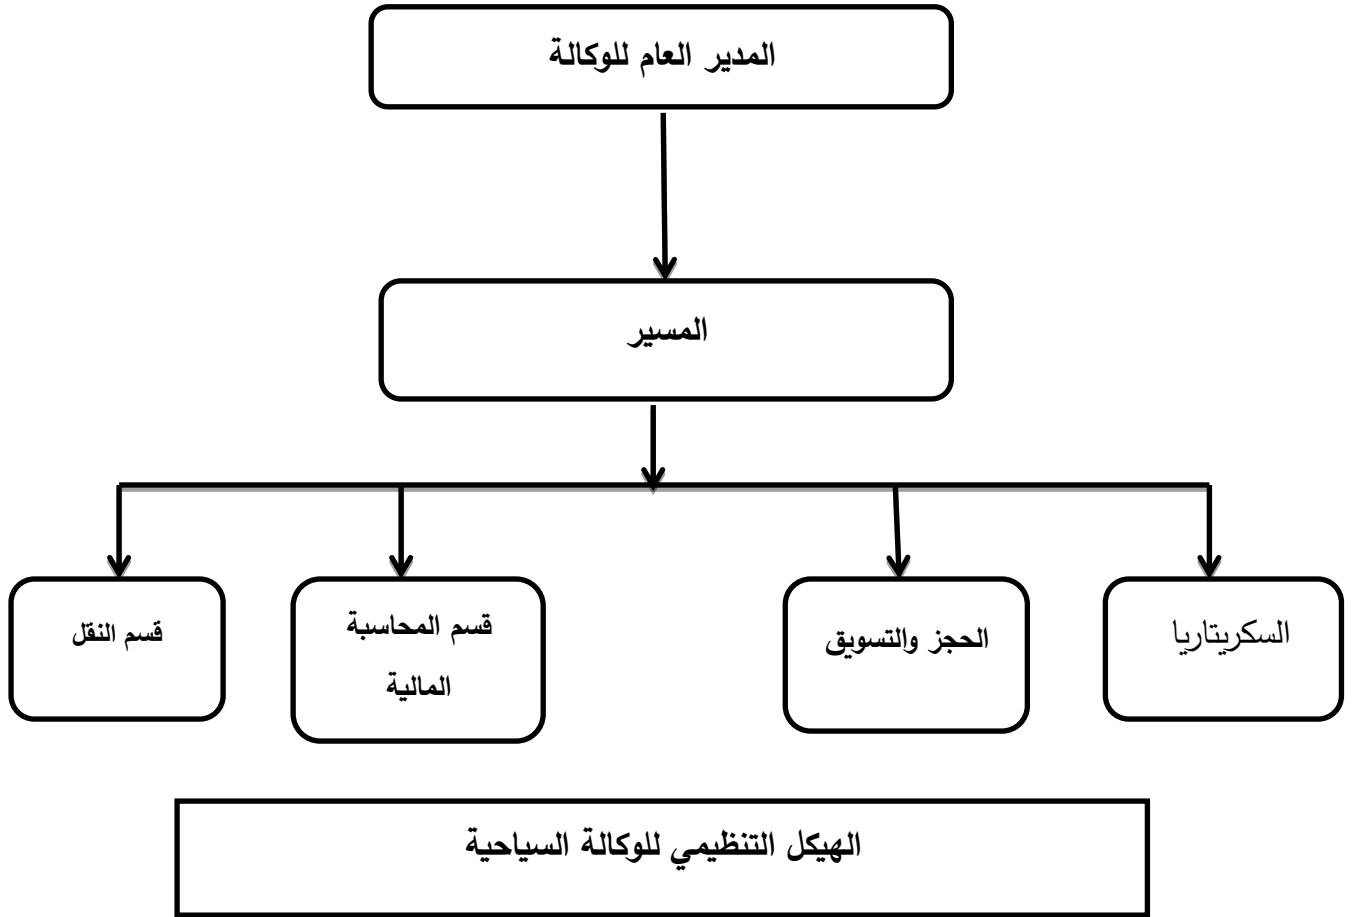 المدير العام للوكالة
المسير
السكريتاريا
الحجز والتسويق
قسم المحاسبة
المالية
قسم النقل
الهيكل التنظيمي للوكالة السياحية